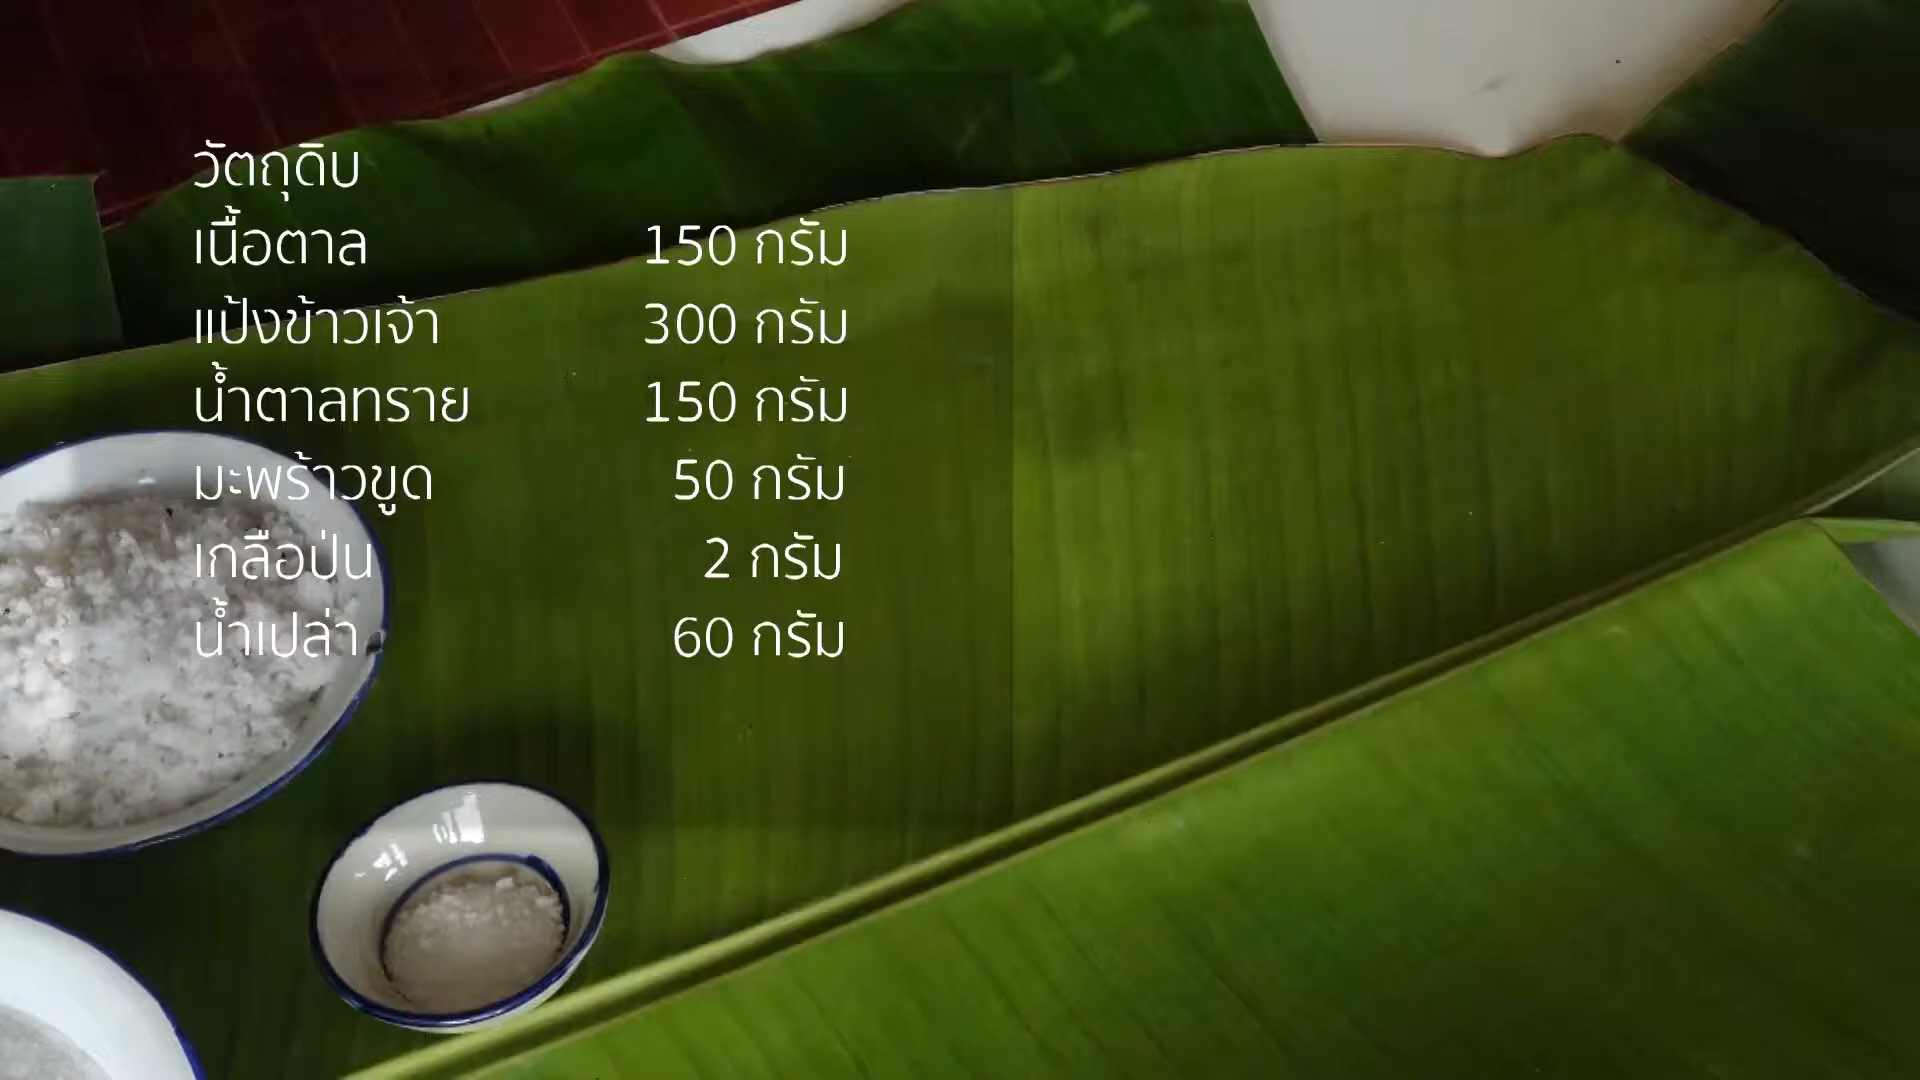 วัตถุดิบ
เนื้อตาล 150 กรัม
แป้งข้าวเจ้า 300 กรัม
น้ำตาลทราย 150 กรัม
มะพร้าวขูด 50 กรัม
เกลือป่น 2 กรัม
น้ำเปล่า 60 กรัม